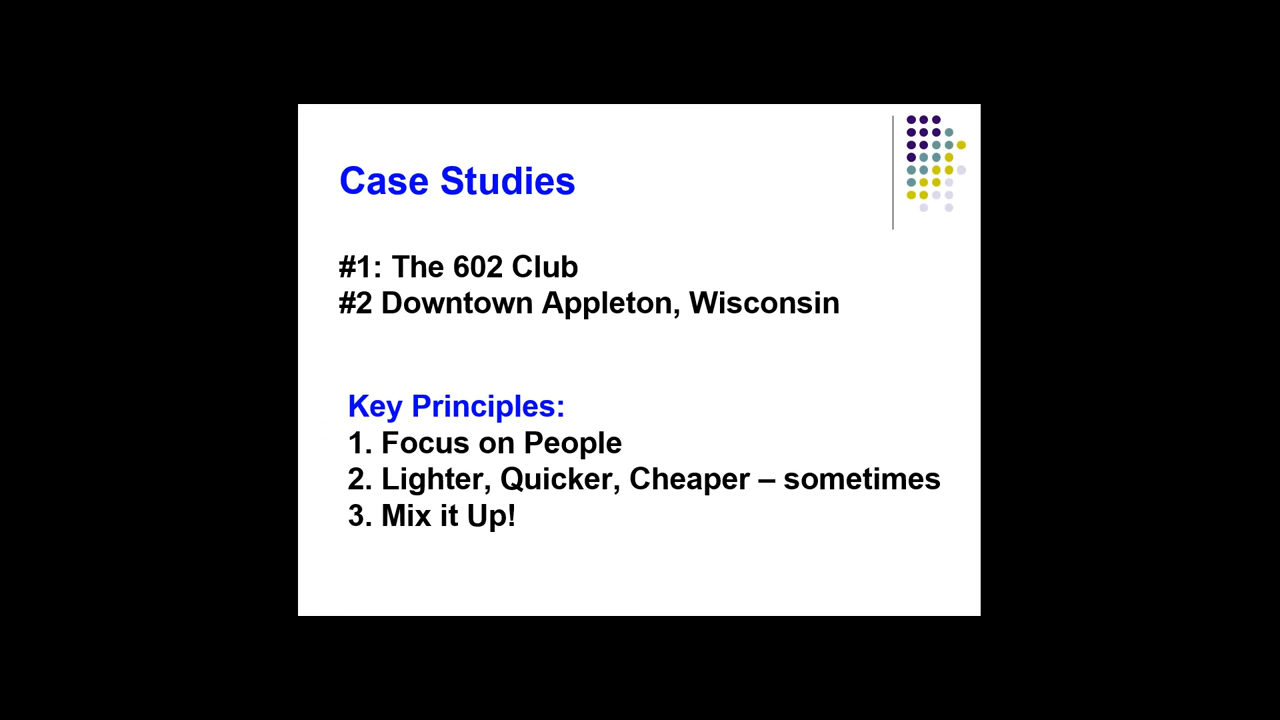 Case Studies
#1: The 602 Club
#2 Downtown Appleton, Wisconsin
Key Principles:
1. Focus on People
2. Lighter, Quicker, Cheaper – sometimes
3. Mix it Up!